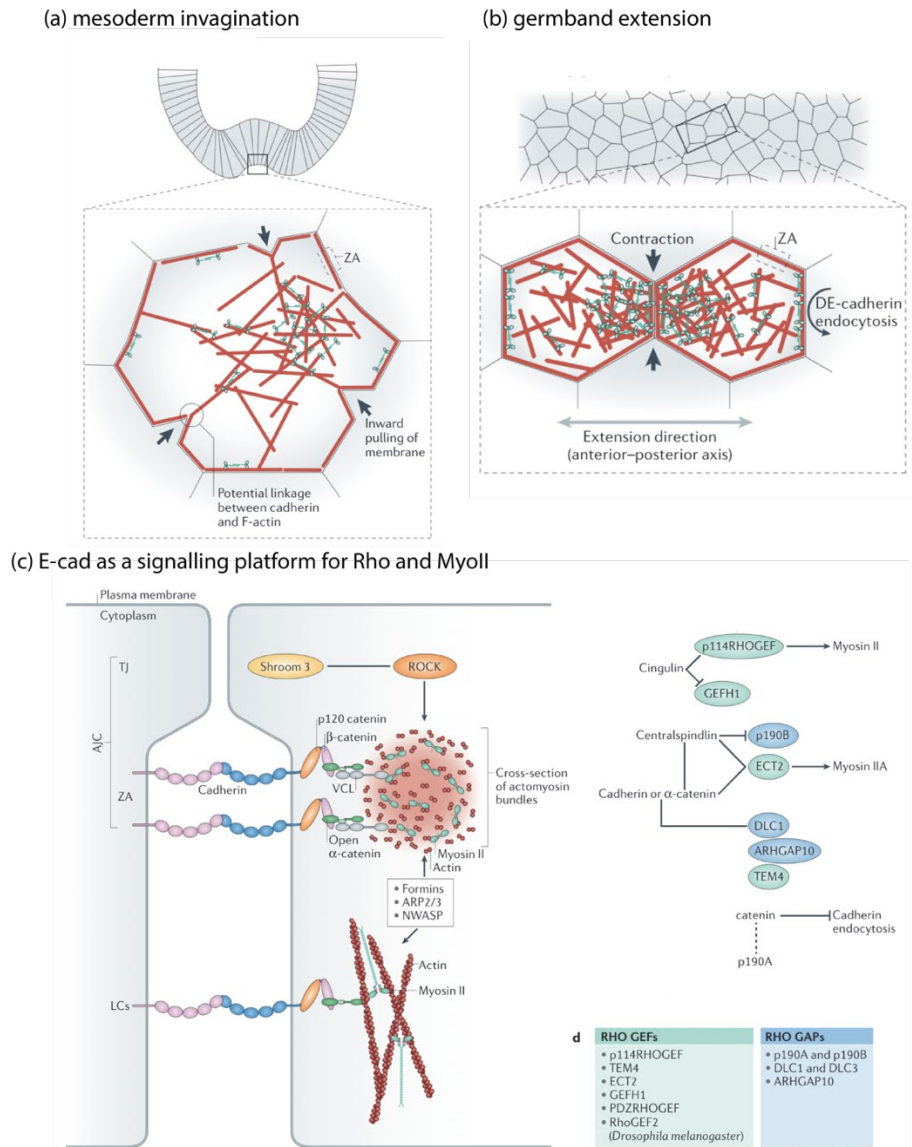 (a) mesoderm invagination
ZA
Inward
pulling of
membrane
Potential linkage
between cadherin
and F-actin
(b) germband extension
Contraction
ZA
DE-cadherin
endocytosis
Extension direction
(anterior–posterior axis)
(c) E-cad as a signalling platform for Rho and MyoII
Plasma membrane
Cytoplasm
TJ
AJC
ZA
LCs
Shroom 3
ROCK
p120 catenin
β-catenin
Cadherin
VCL
Open
α-catenin
Cross-section
of actomyosin
bundles
Myosin II
Actin
• Formins
• ARP2/3
• NWASP
Actin
Myosin II
p114RHOGEF
Myosin II
Cingulin
GEFH1
Centralspindlin
p190B
ECT2
Myosin IIA
Cadherin or α-catenin
DLC1
ARHGAP10
TEM4
catenin
Cadherin
endocytosis
p190A
d
RHO GEFs
• p114RHOGEF
• TEM4
• ECT2
• GEFH1
• PDZRHOGEF
• RhoGEF2
(Drosophila melanogaster)
RHO GAPs
• p190A and p190B
• DLC1 and DLC3
• ARHGAP10